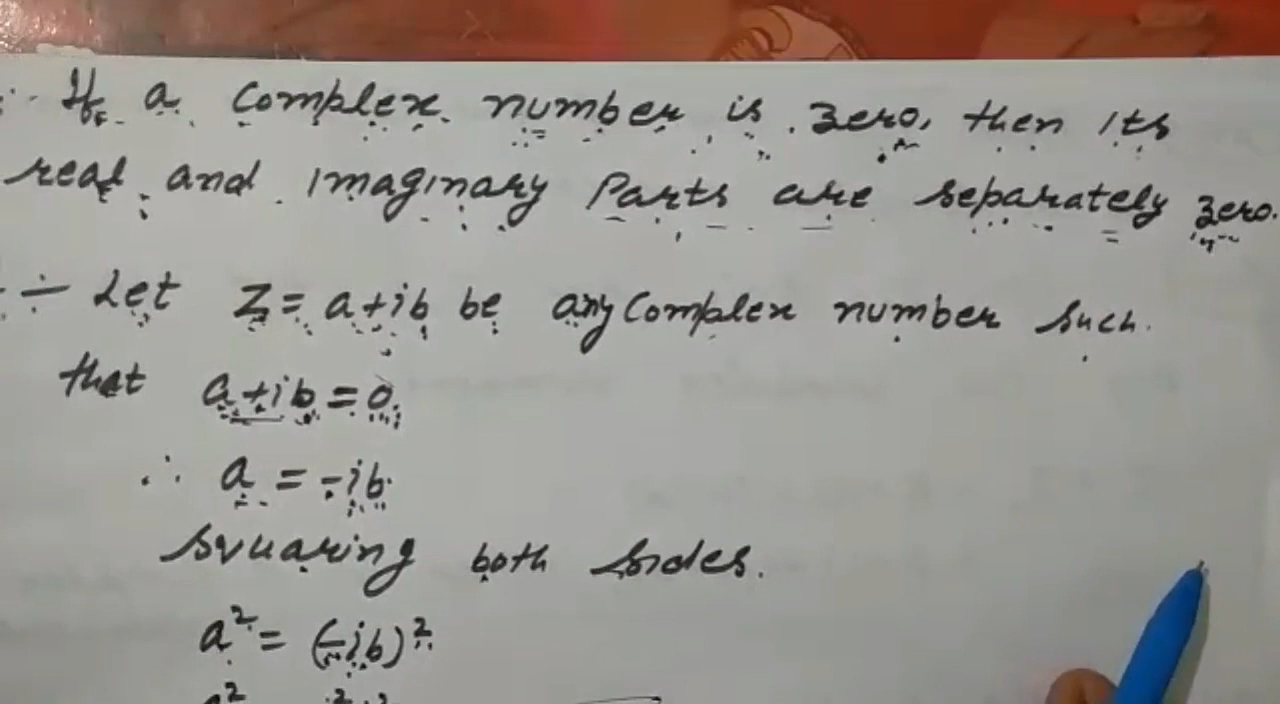 If a complex number is zero, then its
real and imaginary parts are separately zero.
÷ Let Z = a+ib be any complex number such
that a+ib = 0
∴ a = -ib
Squaring both sides.
a² = (-ib)²